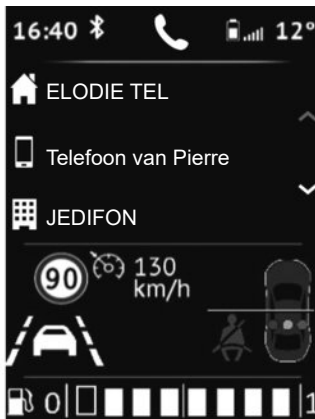 16:40 12°
ELODIE TEL
Telefoon van Pierre
JEDIFON
90 130
km/h
0 1